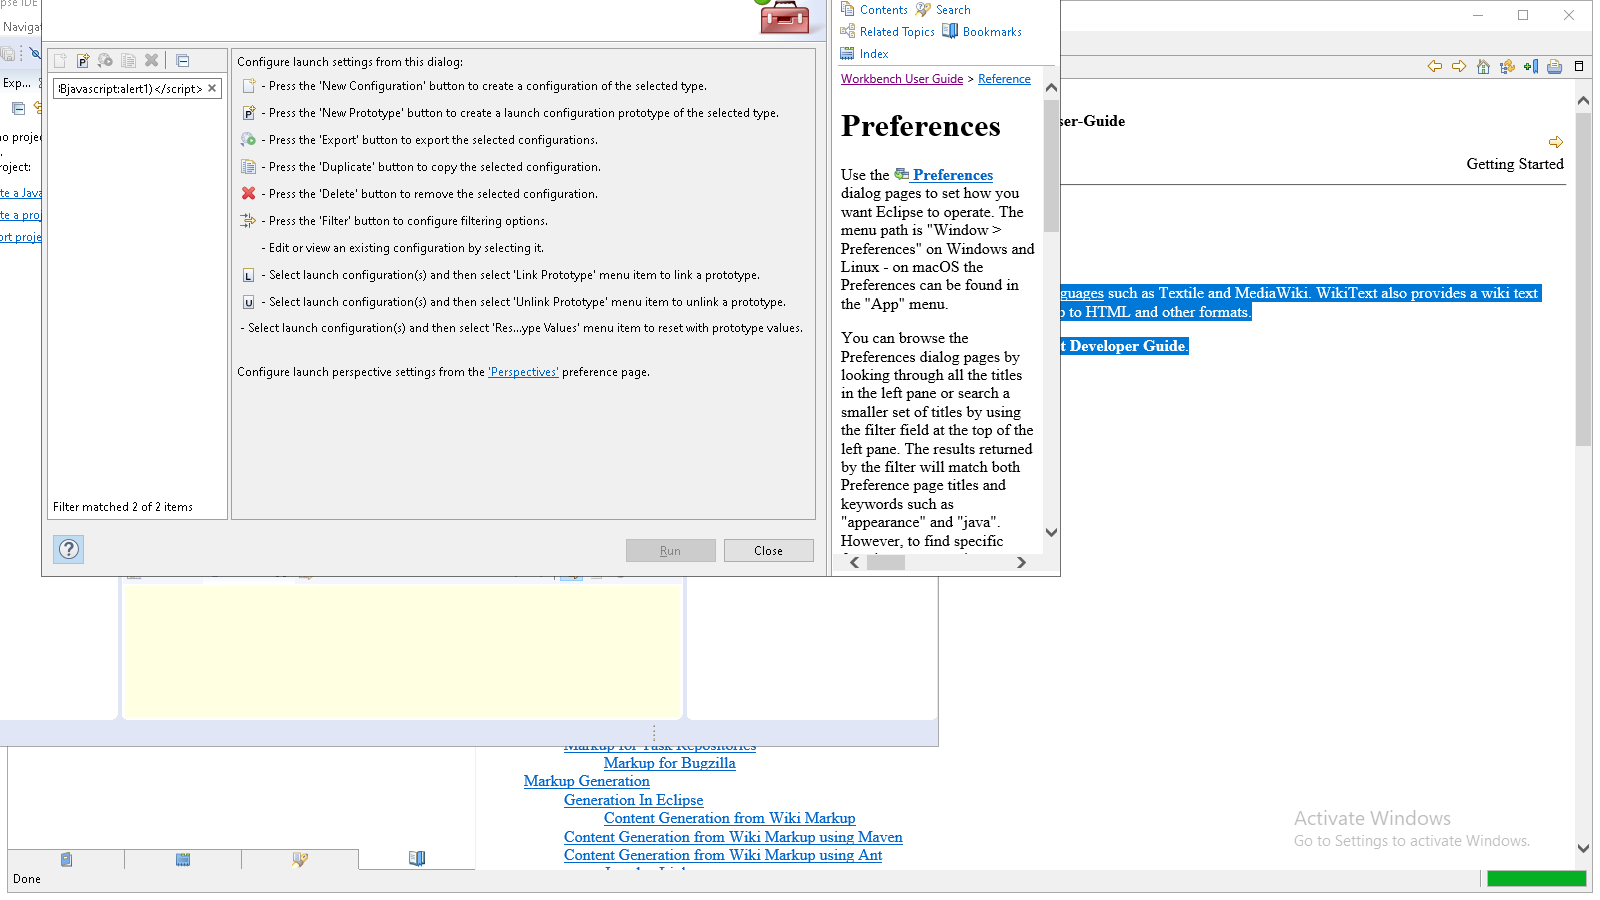 pse IDE
Naviga
Exp...
no projec
roject:
te a Java
te a proj
ort proje
ßjavascript:alert1)</script>
Filter matched 2 of 2 items
Configure launch settings from this dialog:
- Press the 'New Configuration' button to create a configuration of the selected type.
P - Press the 'New Prototype' button to create a launch configuration prototype of the selected type.
- Press the 'Export' button to export the selected configurations.
- Press the 'Duplicate' button to copy the selected configuration.
- Press the 'Delete' button to remove the selected configuration.
- Press the 'Filter' button to configure filtering options.
- Edit or view an existing configuration by selecting it.
L - Select launch configuration(s) and then select 'Link Prototype' menu item to link a prototype.
U - Select launch configuration(s) and then select 'Unlink Prototype' menu item to unlink a prototype.
- Select launch configuration(s) and then select 'Res...ype Values' menu item to reset with prototype values.
Configure launch perspective settings from the 'Perspectives' preference page.
?
Run
Close
Contents Search
Related Topics Bookmarks
Index
Workbench User Guide > Reference
Preferences
Use the Preferences
dialog pages to set how you
want Eclipse to operate. The
menu path is "Window >
Preferences" on Windows and
Linux - on macOS the
Preferences can be found in
the "App" menu.
You can browse the
Preferences dialog pages by
looking through all the titles
in the left pane or search a
smaller set of titles by using
the filter field at the top of the
left pane. The results returned
by the filter will match both
Preference page titles and
keywords such as
"appearance" and "java".
However, to find specific
ser-Guide
Getting Started
guages such as Textile and MediaWiki. WikiText also provides a wiki text
to HTML and other formats.
t Developer Guide.
Markup for Task Repositories
Markup for Bugzilla
Markup Generation
Generation In Eclipse
Content Generation from Wiki Markup
Content Generation from Wiki Markup using Maven
Content Generation from Wiki Markup using Ant
Activate Windows
Go to Settings to activate Windows.
Done